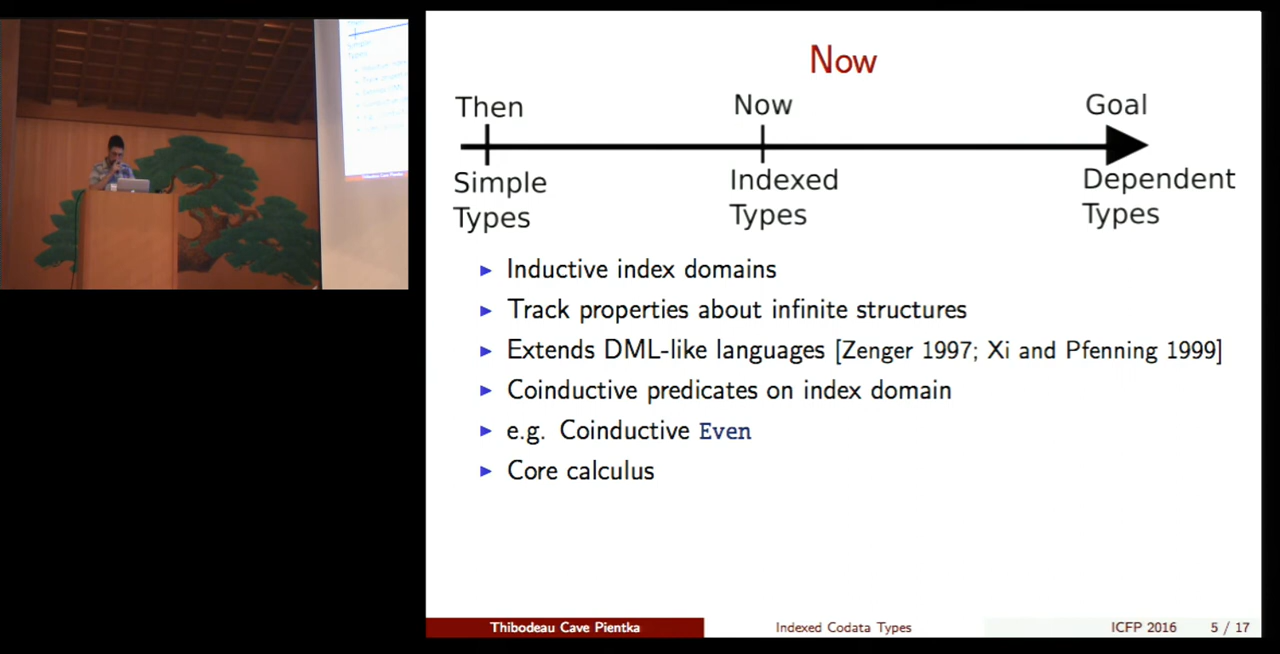 Now
Then
Now
Goal
Simple
Types
Indexed
Types
Dependent
Types
Inductive index domains
Track properties about infinite structures
Extends DML-like languages [Zenger 1997; Xi and Pfenning 1999]
Coinductive predicates on index domain
e.g. Coinductive Even
Core calculus
Thibodeau Cave Pientka
Indexed Codata Types
ICFP 2016
5 / 17